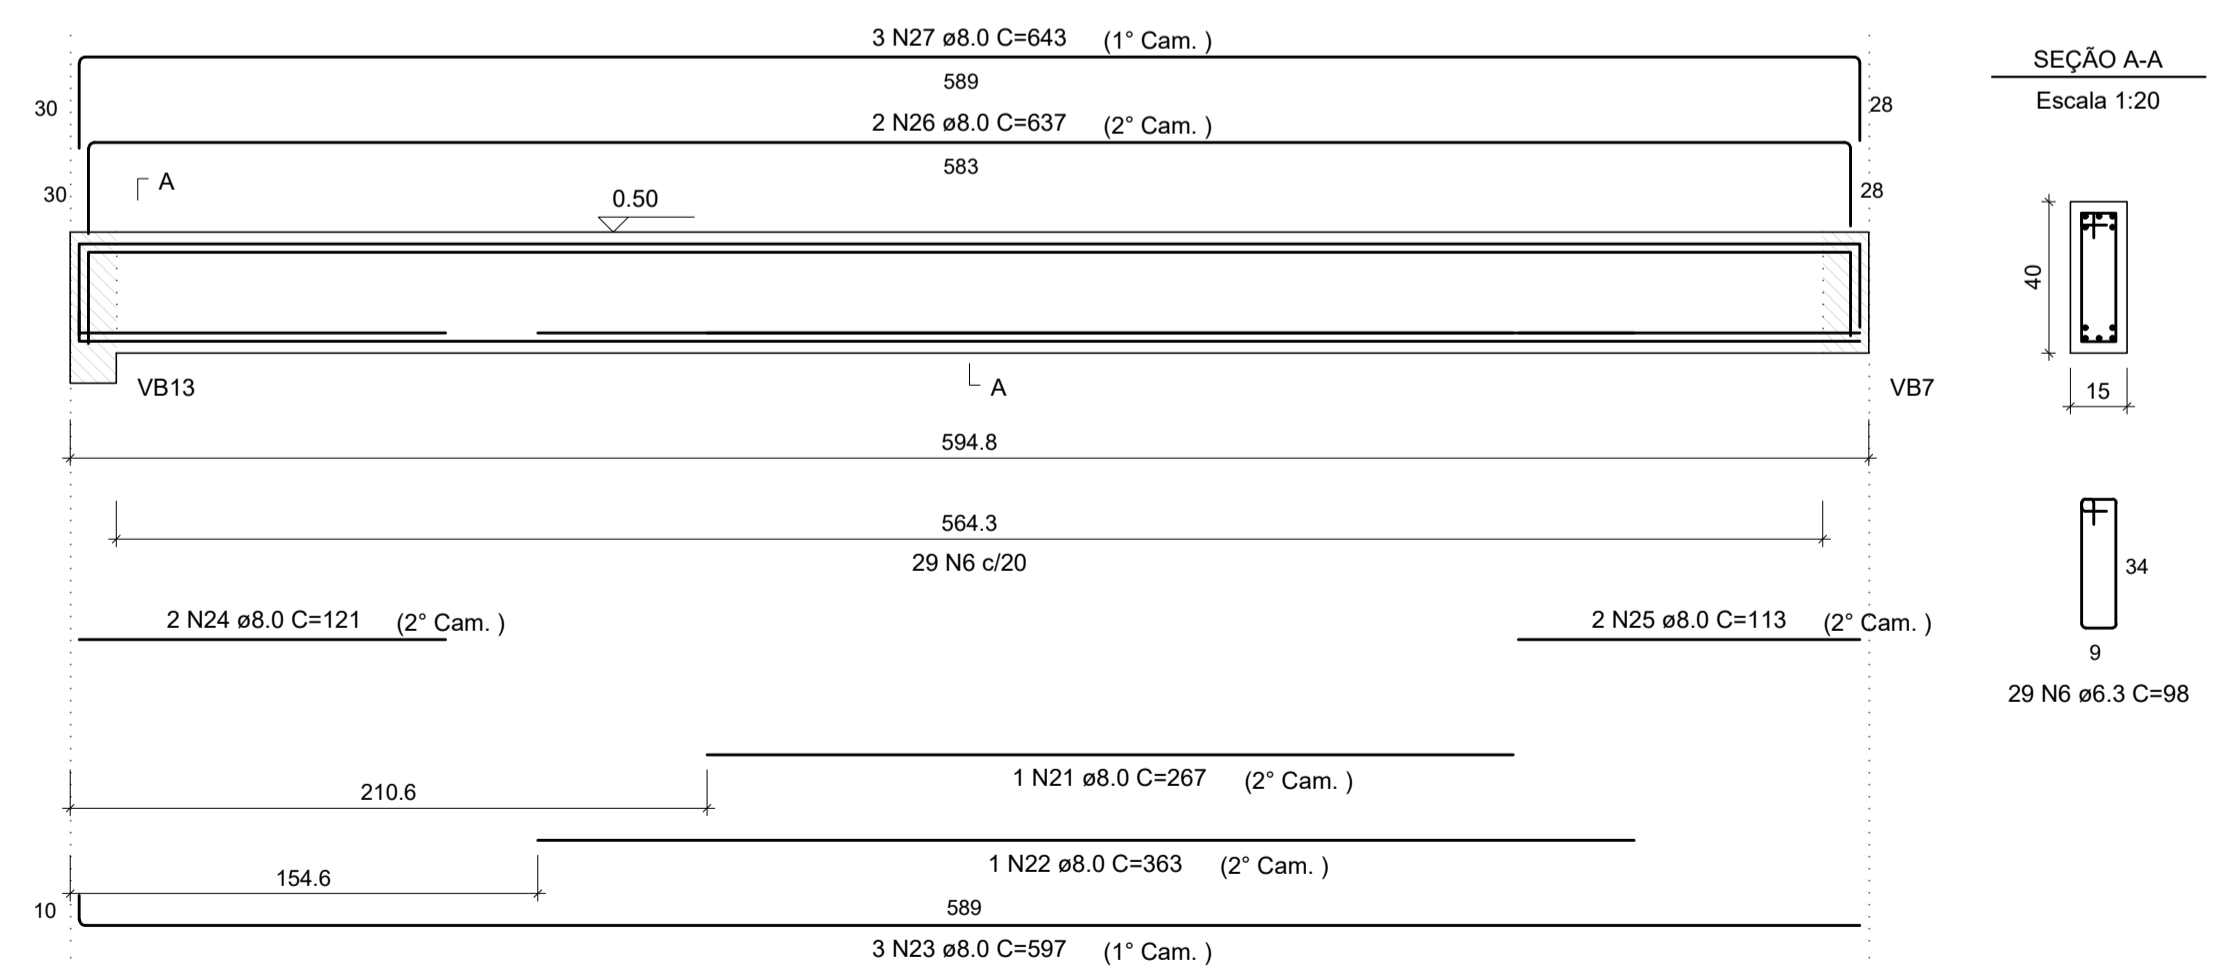 3 N27 ø8.0 C=643 (1° Cam. )
SEÇÃO A-A
589
Escala 1:20
30
28
2 N26 ø8.0 C=637 (2° Cam. )
583
A
30
28
0.50
40
VB13
A
VB7
15
594.8
564.3
29 N6 c/20
34
2 N24 ø8.0 C=121 (2° Cam. )
2 N25 ø8.0 C=113 (2° Cam. )
9
29 N6 ø6.3 C=98
1 N21 ø8.0 C=267 (2° Cam. )
210.6
1 N22 ø8.0 C=363 (2° Cam. )
154.6
10
589
3 N23 ø8.0 C=597 (1° Cam. )